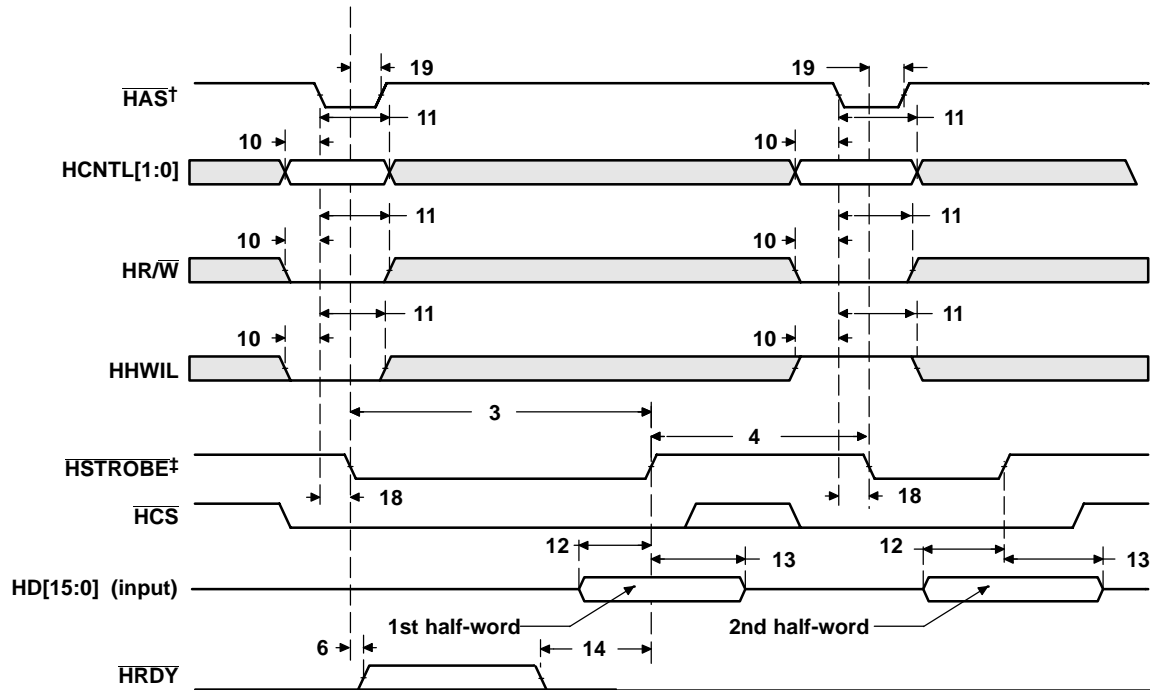 19 19
HAS†
11 11
10 10
HCNTL[1:0]
11 11
10 10
HR/W
11 11
10 10
HHWIL
3
4
HSTROBE‡
18 18
HCS
12 12
13 13
HD[15:0] (input)
1st half-word 2nd half-word
6 14
HRDY